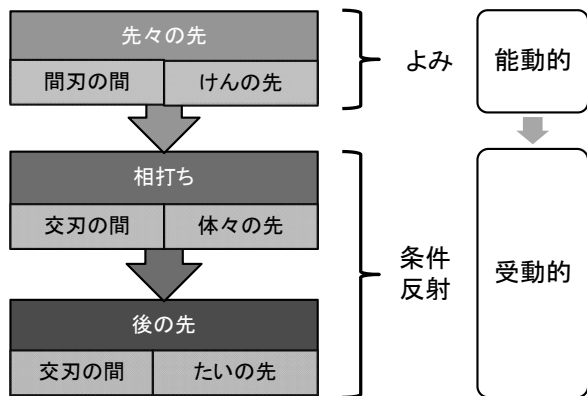 先々の先
間刃の間
けんの先
よみ
能動的
相打ち
交刃の間
体々の先
条件
反射
受動的
後の先
交刃の間
たいの先